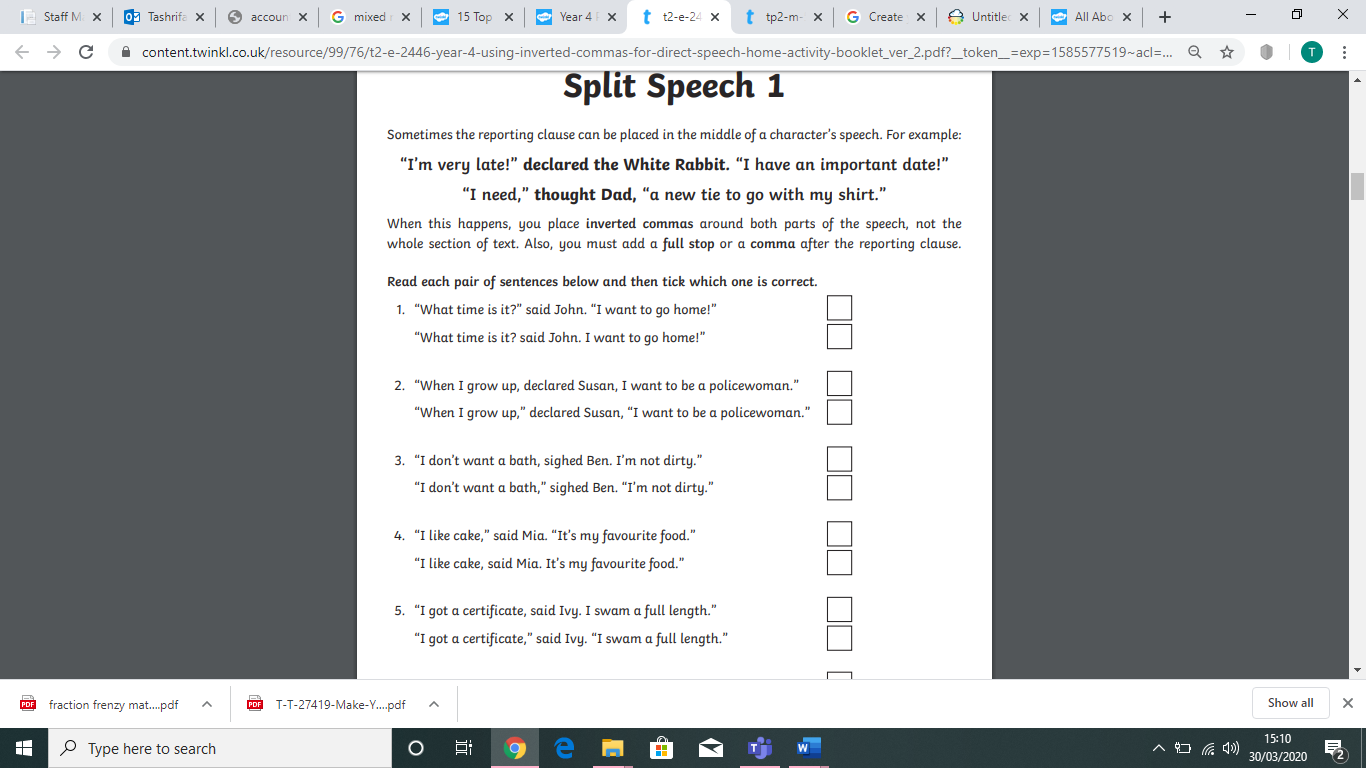 Staff M
Tashrifa
accoun
mixed
15 Top
Year 4
t2-e-24
tp2-m-
Create
Untitle
All Abo
content.twinkl.co.uk/resource/99/76/t2-e-2446-year-4-using-inverted-commas-for-direct-speech-home-activity-booklet_ver_2.pdf?__token__=exp=1585577519~acl=...
T
Split Speech 1
Sometimes the reporting clause can be placed in the middle of a character’s speech. For example:
“I’m very late!” declared the White Rabbit. “I have an important date!”
“I need,” thought Dad, “a new tie to go with my shirt.”
When this happens, you place inverted commas around both parts of the speech, not the
whole section of text. Also, you must add a full stop or a comma after the reporting clause.
Read each pair of sentences below and then tick which one is correct.
1. “What time is it?” said John. “I want to go home!”
“What time is it? said John. I want to go home!”
2. “When I grow up, declared Susan, I want to be a policewoman.”
“When I grow up,” declared Susan, “I want to be a policewoman.”
3. “I don’t want a bath, sighed Ben. I’m not dirty.”
“I don’t want a bath,” sighed Ben. “I’m not dirty.”
4. “I like cake,” said Mia. “It’s my favourite food.”
“I like cake, said Mia. It’s my favourite food.”
5. “I got a certificate, said Ivy. I swam a full length.”
“I got a certificate,” said Ivy. “I swam a full length.”
PDF fraction frenzy mat....pdf
PDF T-T-27419-Make-Y....pdf
Show all
Type here to search
15:10
30/03/2020
2